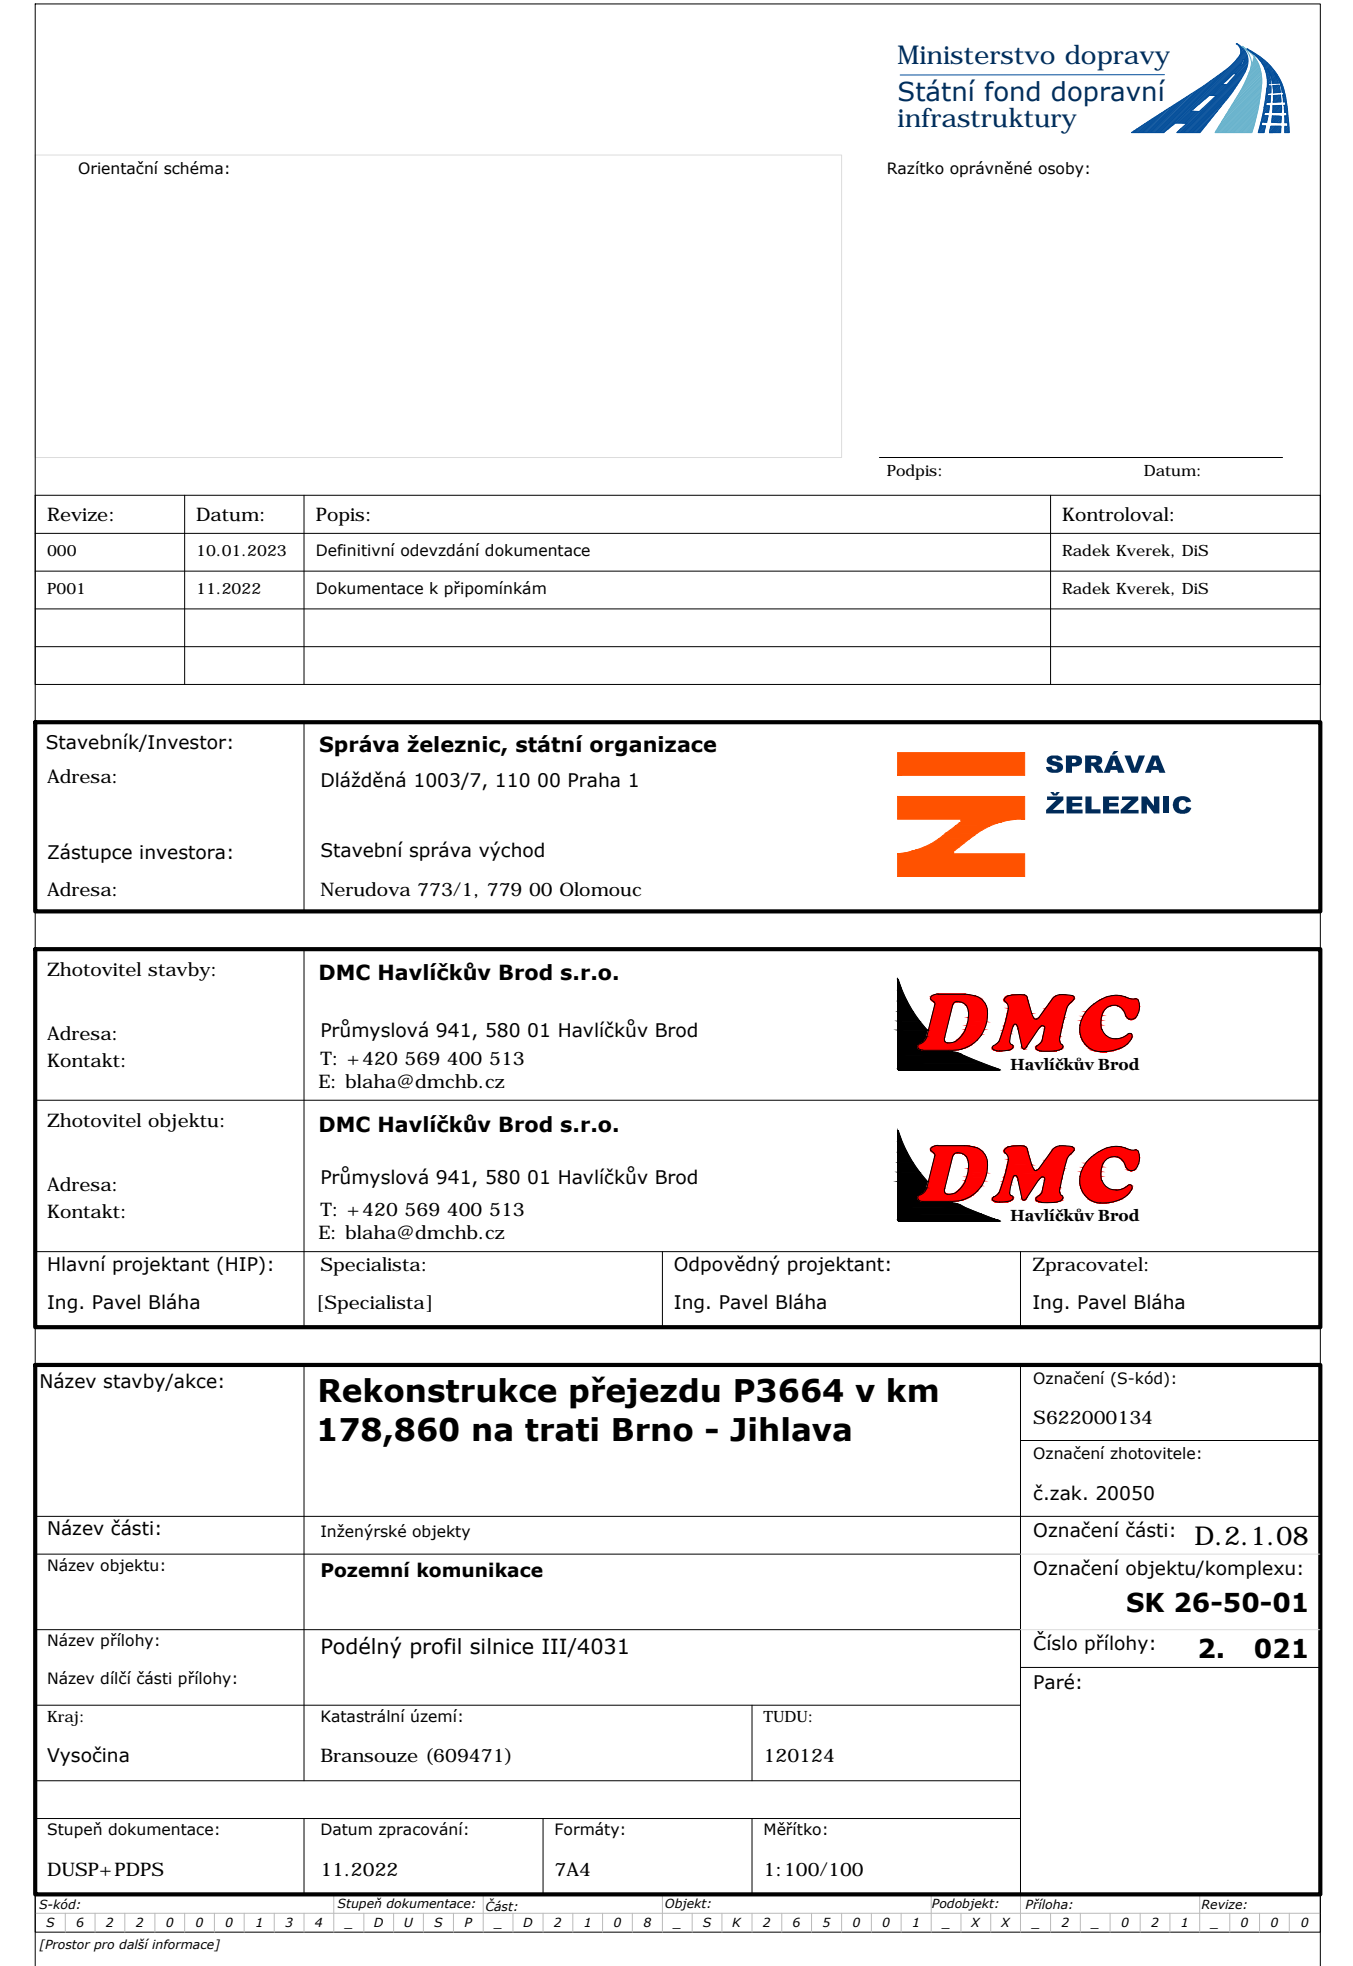 Ministerstvo dopravy
Státní fond dopravní
infrastruktury
Orientační schéma:
Razítko oprávněné osoby:
Podpis: Datum:
Revize: Datum: Popis: Kontroloval:
000 10.01.2023 Definitivní odevzdání dokumentace Radek Kverek, DiS
P001 11.2022 Dokumentace k připomínkám Radek Kverek, DiS
Stavebník/Investor: Správa železnic, státní organizace
Adresa: Dlážděná 1003/7, 110 00 Praha 1
SPRÁVA
ŽELEZNIC
Zástupce investora: Stavební správa východ
Adresa: Nerudova 773/1, 779 00 Olomouc
Zhotovitel stavby: DMC Havlíčkův Brod s.r.o.
Adresa: Průmyslová 941, 580 01 Havlíčkův Brod
Kontakt: T: +420 569 400 513
E: blaha@dmchb.cz
DMC
Havlíčkův Brod
Zhotovitel objektu: DMC Havlíčkův Brod s.r.o.
Adresa: Průmyslová 941, 580 01 Havlíčkův Brod
Kontakt: T: +420 569 400 513
E: blaha@dmchb.cz
DMC
Havlíčkův Brod
Hlavní projektant (HIP): Specialista: Odpovědný projektant: Zpracovatel:
Ing. Pavel Bláha [Specialista] Ing. Pavel Bláha Ing. Pavel Bláha
Název stavby/akce: Rekonstrukce přejezdu P3664 v km
178,860 na trati Brno - Jihlava
Označení (S-kód):
S622000134
Označení zhotovitele:
č.zak. 20050
Název části: Inženýrské objekty Označení části: D.2.1.08
Název objektu: Pozemní komunikace Označení objektu/komplexu:
SK 26-50-01
Název přílohy: Podélný profil silnice III/4031 Číslo přílohy: 2. 021
Název dílčí části přílohy: Paré:
Kraj: Katastrální území: TUDU:
Vysočina Bransouze (609471) 120124
Stupeň dokumentace: Datum zpracování: Formáty: Měřítko:
DUSP+PDPS 11.2022 7A4 1:100/100
S-kód: Stupeň dokumentace: Část: Objekt: Podobjekt: Příloha: Revize:
S 6 2 2 0 0 0 1 3 4 _ D U S P _ D 2 1 0 8 _ S K 2 6 5 0 0 1 _ X X _ 2 _ 0 2 1 _ 0 0 0
[Prostor pro další informace]